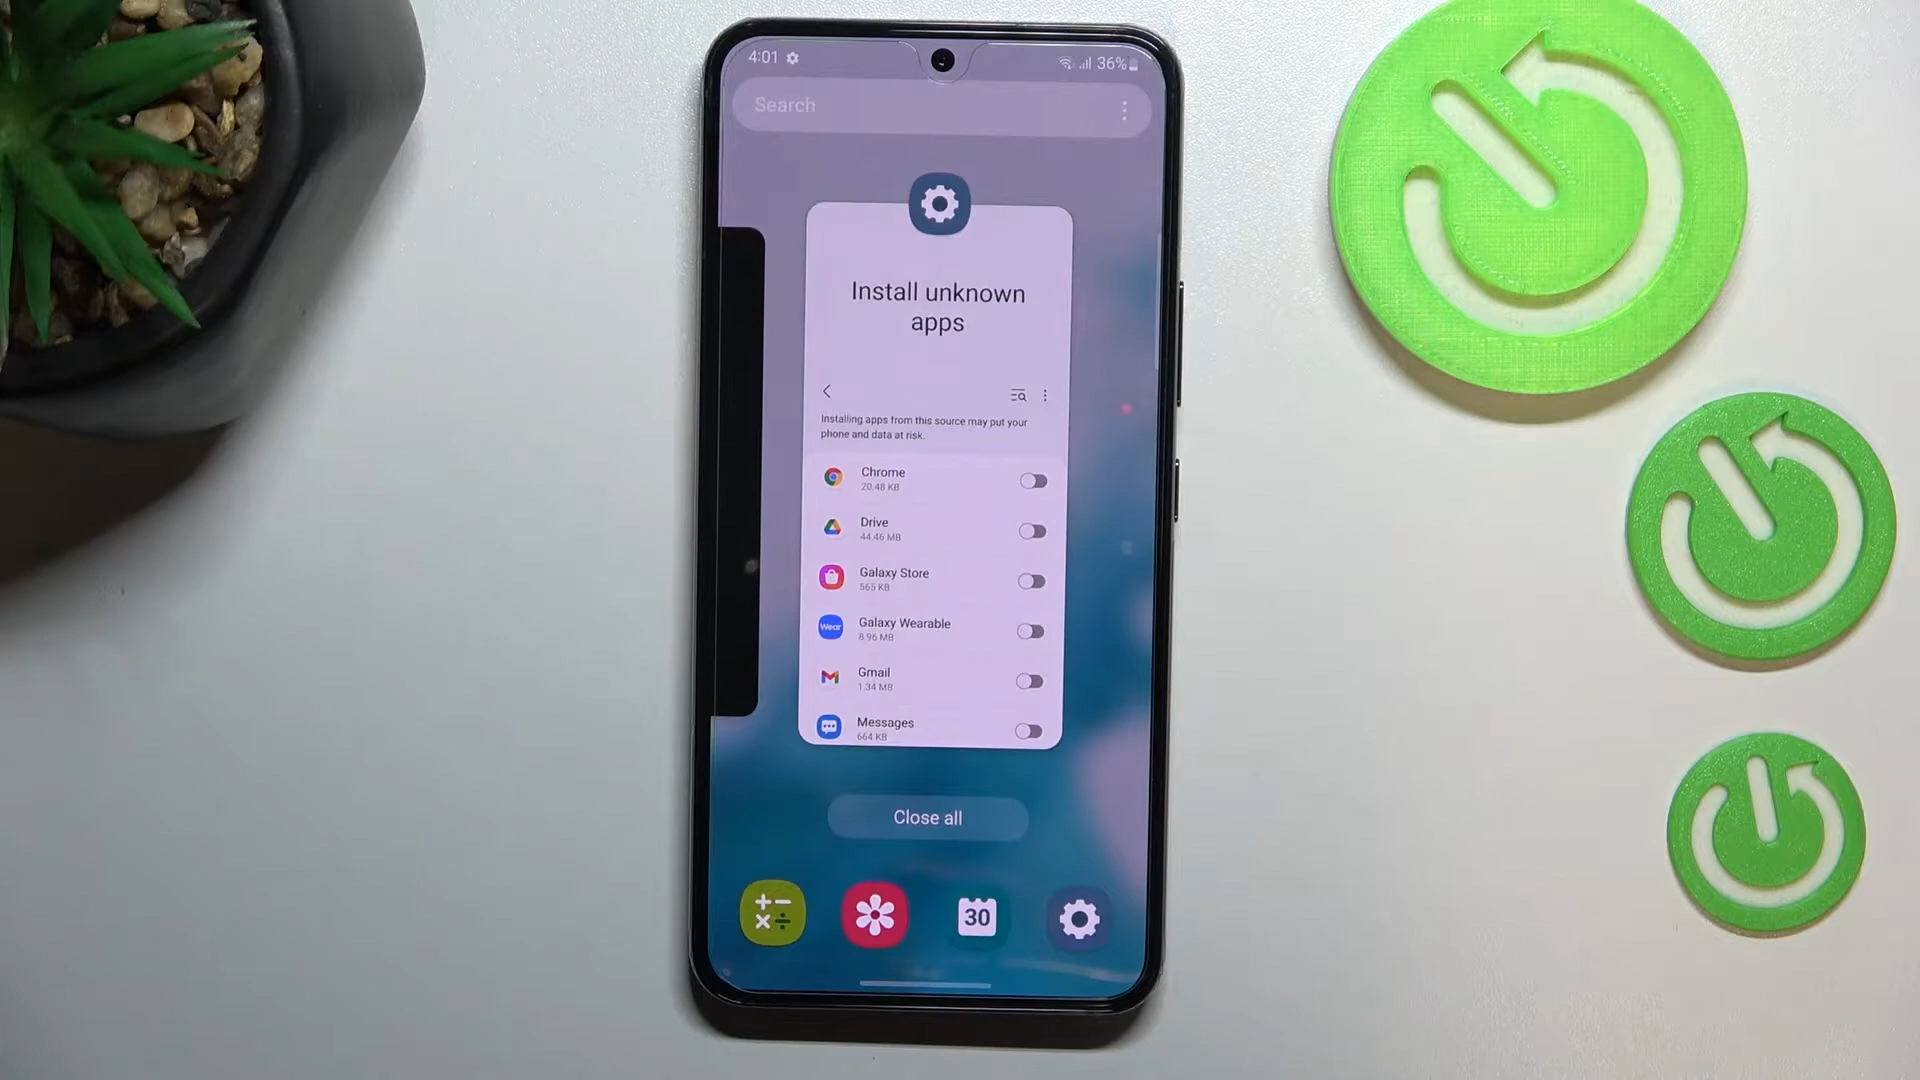 4:01
36%
Search
Install unknown
apps
Installing apps from this source may put your
phone and data at risk.
Chrome
20.48 KB
Drive
44.46 MB
Galaxy Store
565 KB
Wear
Galaxy Wearable
8.96 MB
Gmail
1.34 MB
Messages
664 KB
Close all
30